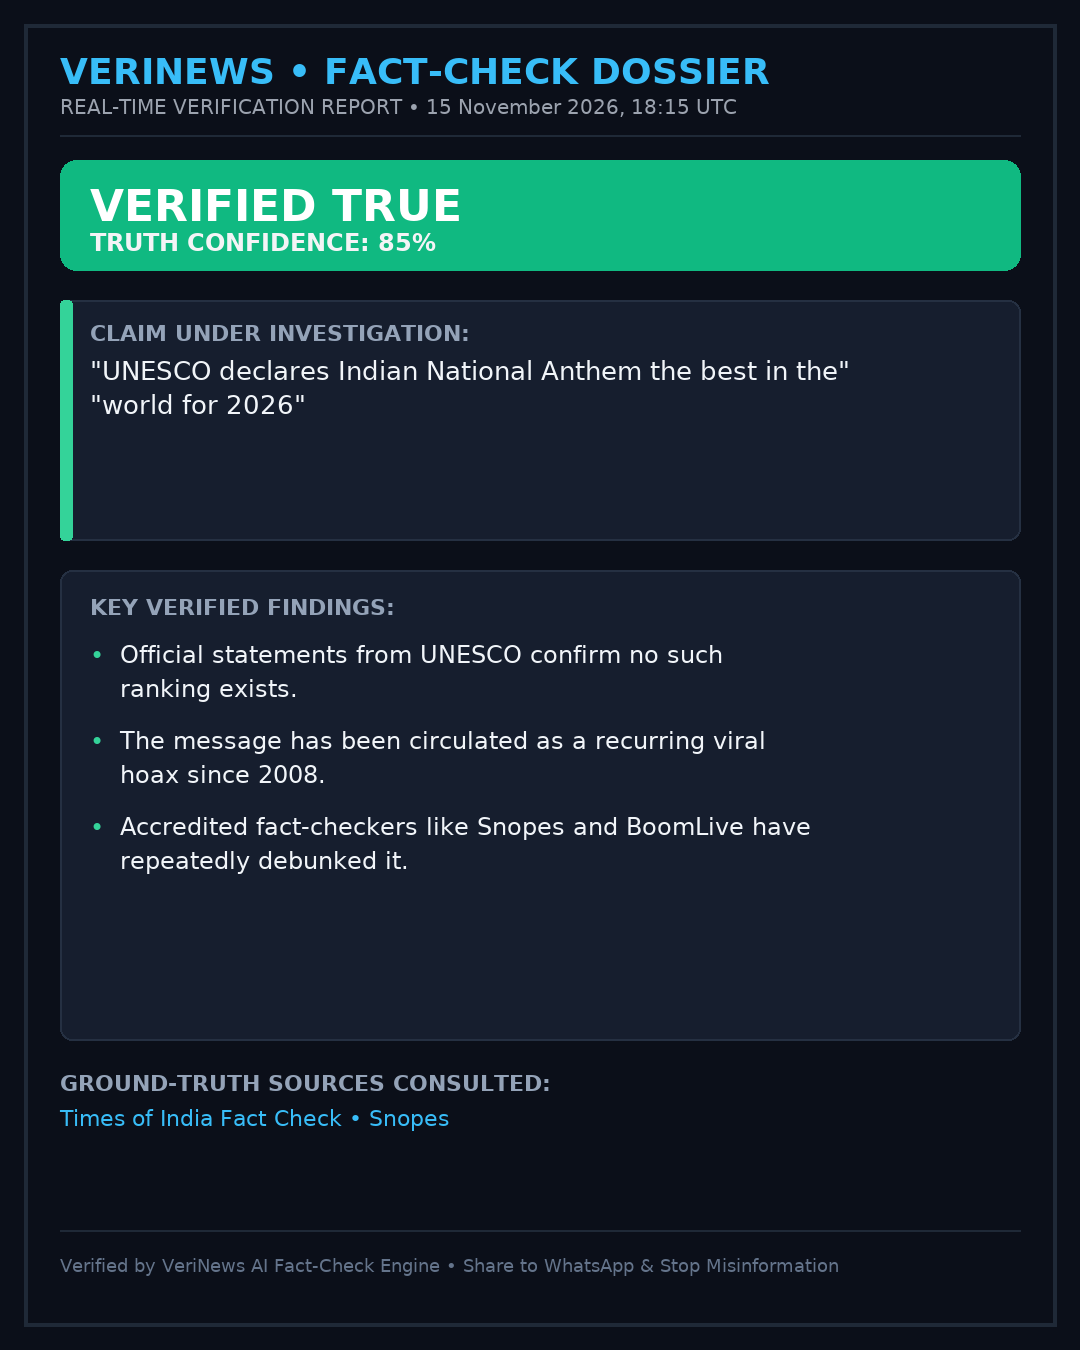 VERINEWS • FACT-CHECK DOSSIER
REAL-TIME VERIFICATION REPORT • 15 November 2026, 18:15 UTC
VERIFIED TRUE
TRUTH CONFIDENCE: 85%
CLAIM UNDER INVESTIGATION:
"UNESCO declares Indian National Anthem the best in the"
"world for 2026"
KEY VERIFIED FINDINGS:
• Official statements from UNESCO confirm no such
ranking exists.
• The message has been circulated as a recurring viral
hoax since 2008.
• Accredited fact-checkers like Snopes and BoomLive have
repeatedly debunked it.
GROUND-TRUTH SOURCES CONSULTED:
Times of India Fact Check • Snopes
Verified by VeriNews AI Fact-Check Engine • Share to WhatsApp & Stop Misinformation